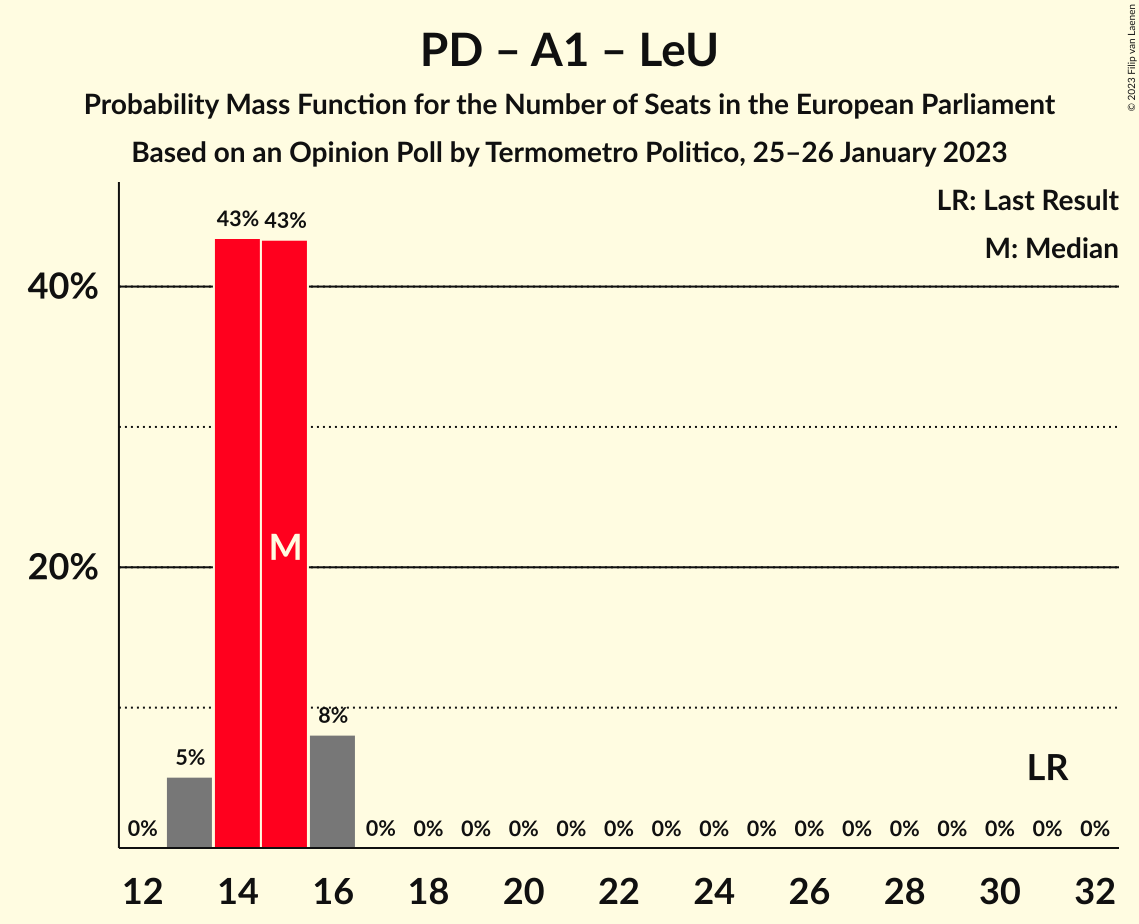 PD – A1 – LeU
Probability Mass Function for the Number of Seats in the European Parliament
Based on an Opinion Poll by Termometro Politico, 25–26 January 2023
© 2023 Filip van Laenen
LR: Last Result
M: Median
43% 43%
40%
M
20%
8%
5%
LR
0% 0% 0% 0% 0% 0% 0% 0% 0% 0% 0% 0% 0% 0% 0% 0% 0%
12 14 16 18 20 22 24 26 28 30 32